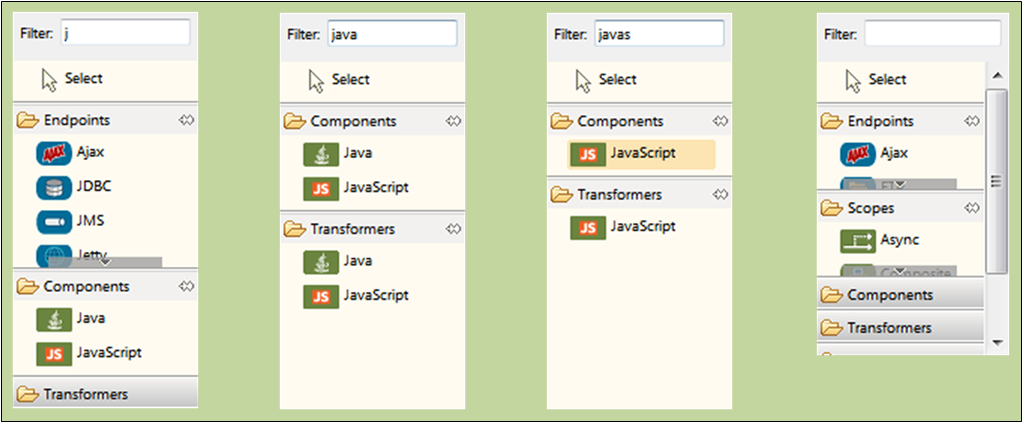 Filter: j
Select
Endpoints
AJAX Ajax
JDBC
JMS
Jetty
Components
Java
JS JavaScript
Transformers
Filter: java
Select
Components
Java
JS JavaScript
Transformers
Java
JS JavaScript
Filter: javas
Select
Components
JS JavaScript
Transformers
JS JavaScript
Filter:
Select
Endpoints
AJAX Ajax
Scopes
Async
Composite
Components
Transformers